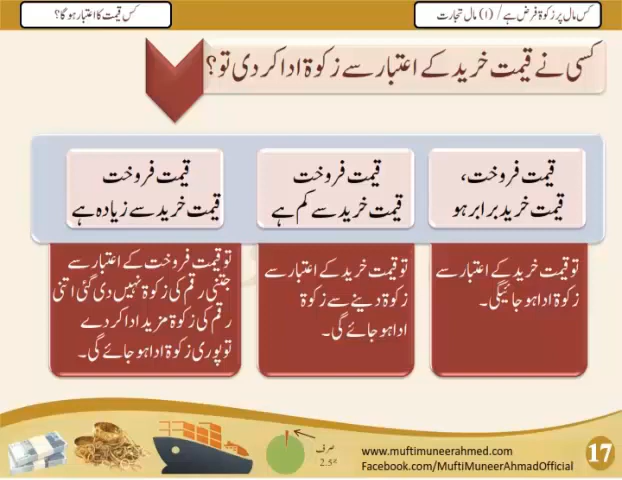 کس مال پر زکوۃ فرض ہے / (۱) مال تجارت
کس قیمت کا اعتبار ہوگا؟
کسی نے قیمت خرید کے اعتبار سے زکوۃ ادا کر دی تو؟
قیمت فروخت،
قیمت خرید برابر ہو
تو قیمت خرید کے اعتبار سے
زکوۃ ادا ہو جائیگی۔
قیمت فروخت
قیمت خرید سے کم ہے
تو قیمت خرید کے اعتبار سے
زکوۃ دینے سے زکوۃ
ادا ہو جائے گی۔
قیمت فروخت
قیمت خرید سے زیادہ ہے
تو قیمت فروخت کے اعتبار سے
جتنی رقم کی زکوۃ نہیں دی گئی اتنی
رقم کی زکوۃ مزید ادا کر دے
تو پوری زکوۃ ادا ہو جائے گی۔
صرف
2.5%
www.muftimuneerahmed.com
Facebook.com/MuftiMuneerAhmadOfficial
17